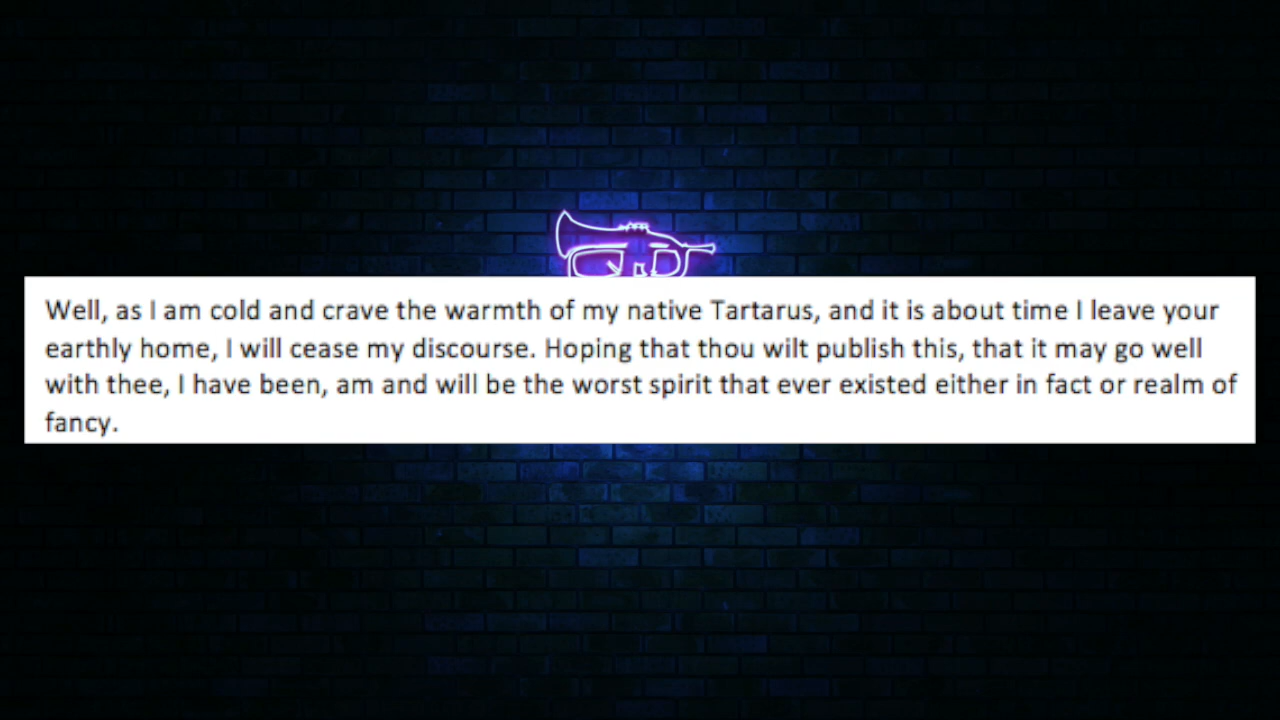 Well, as I am cold and crave the warmth of my native Tartarus, and it is about time I leave your
earthly home, I will cease my discourse. Hoping that thou wilt publish this, that it may go well
with thee, I have been, am and will be the worst spirit that ever existed either in fact or realm of
fancy.